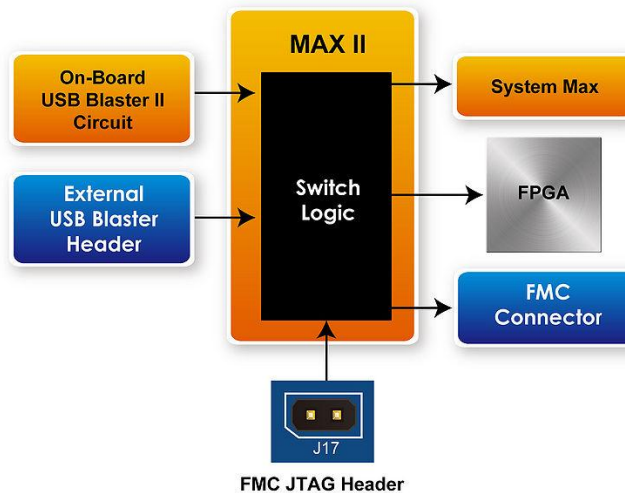 MAX II
On-Board
USB Blaster II
Circuit
External
USB Blaster
Header
Switch
Logic
System Max
FPGA
FMC
Connector
J17
FMC JTAG Header